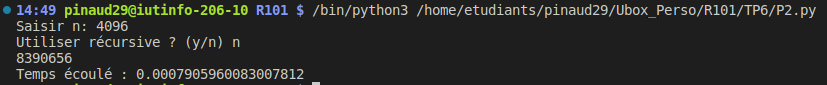 14:49 pinaud29@iutinfo-206-10 R101 $ /bin/python3 /home/etudiants/pinaud29/Ubox_Perso/R101/TP6/P2.py
Saisir n: 4096
Utiliser récursive ? (y/n) n
8390656
Temps écoulé : 0.0007905960083007812